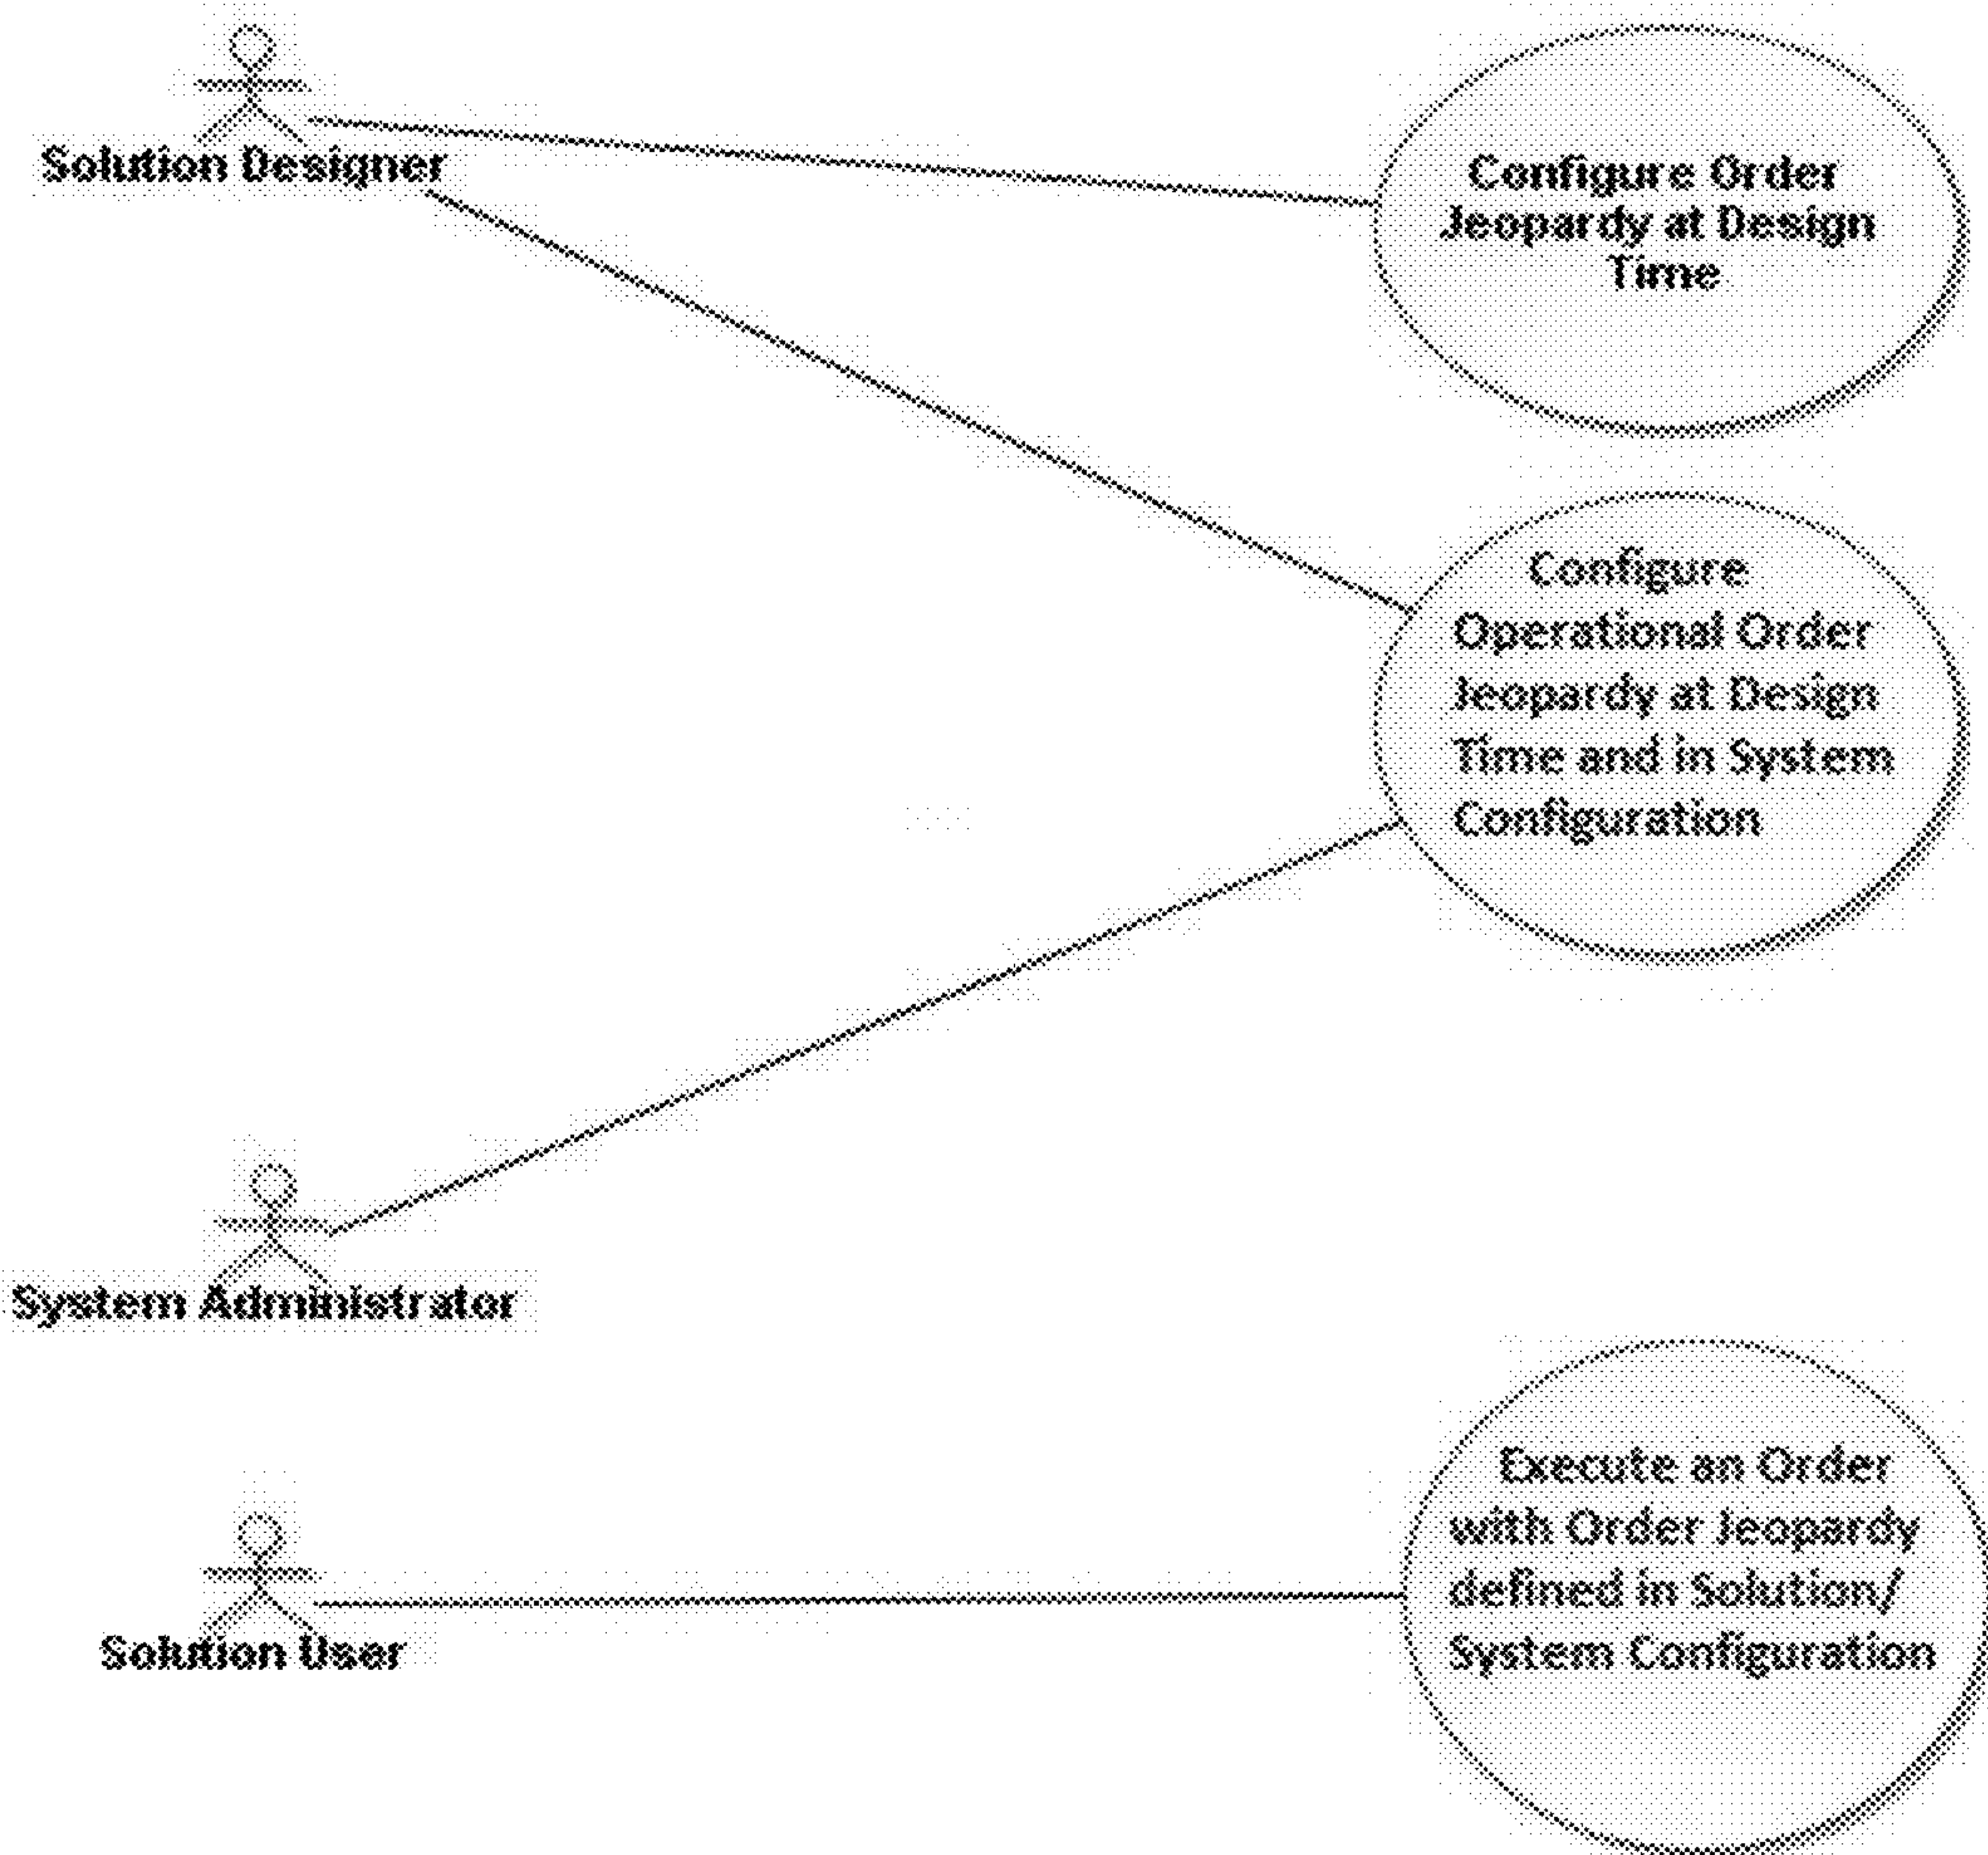 Solution Designer
Configure Order
Jeopardy at Design
Time
Configure
Operational Order
Jeopardy at Design
Time and in System
Configuration
System Administrator
Execute an Order
with Order Jeopardy
defined in Solution/
System Configuration
Solution User